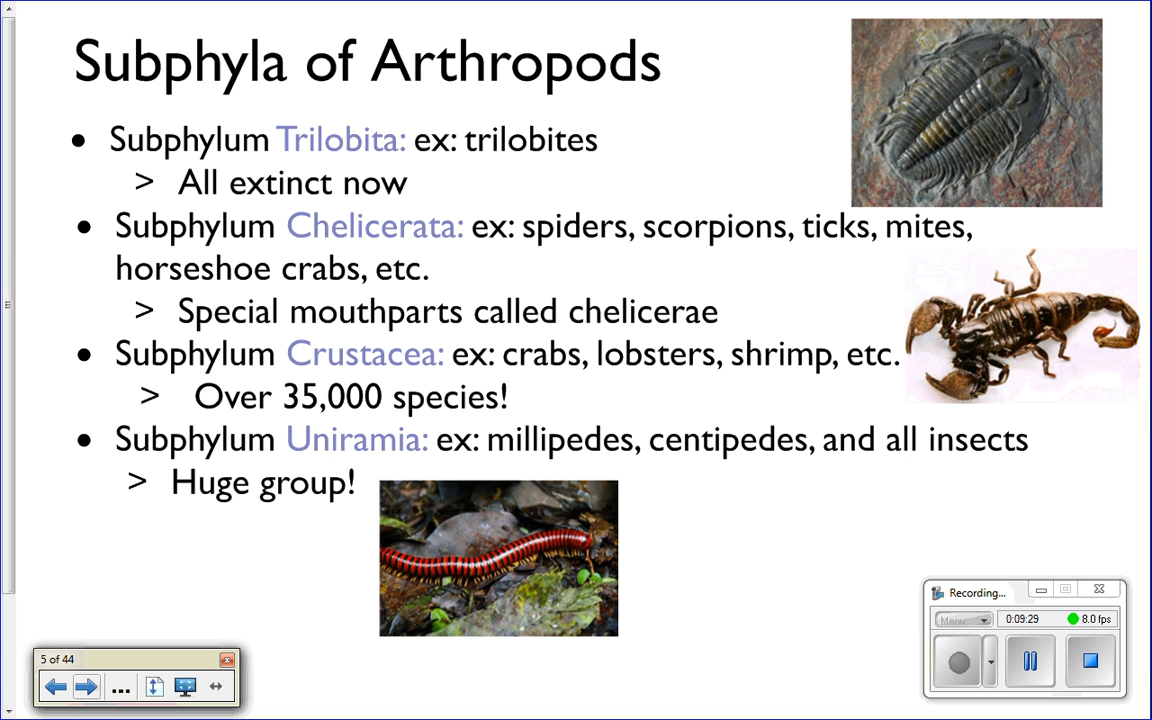 Subphyla of Arthropods
• Subphylum Trilobita: ex: trilobites
> All extinct now
• Subphylum Chelicerata: ex: spiders, scorpions, ticks, mites,
horseshoe crabs, etc.
> Special mouthparts called chelicerae
• Subphylum Crustacea: ex: crabs, lobsters, shrimp, etc.
> Over 35,000 species!
• Subphylum Uniramia: ex: millipedes, centipedes, and all insects
> Huge group!
Recording...
Menu 0:09:29 8.0 fps
5 of 44
...